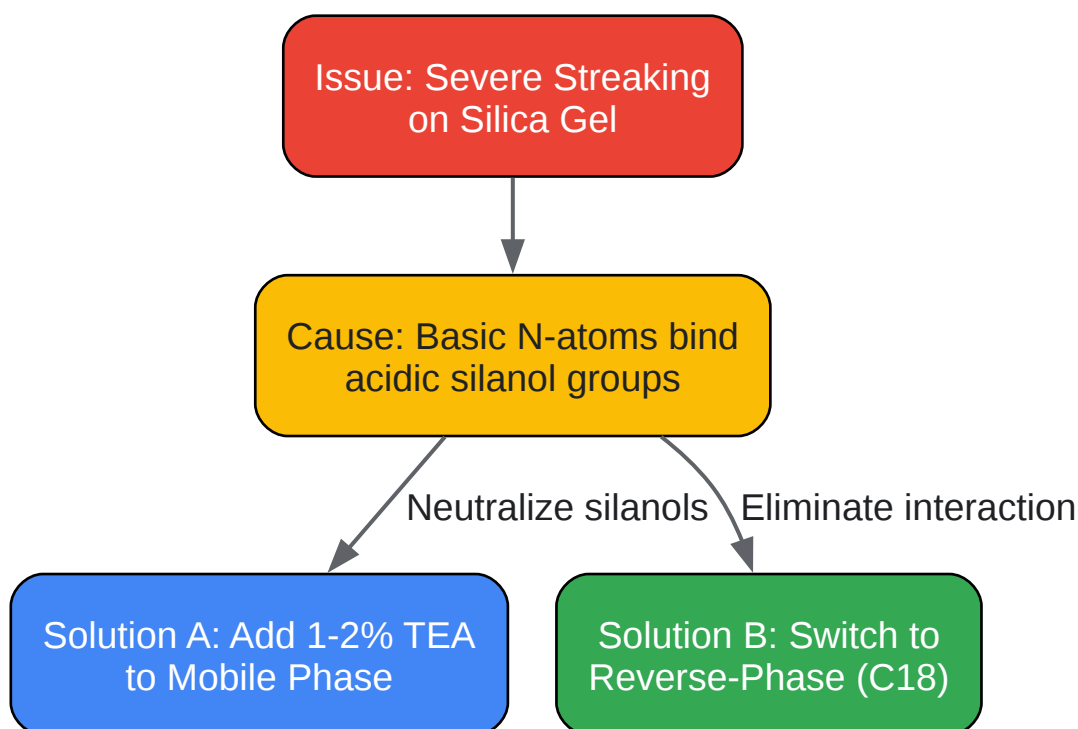 Issue: Severe Streaking
on Silica Gel
Cause: Basic N-atoms bind
acidic silanol groups
Neutralize silanols
Eliminate interaction
Solution A: Add 1-2% TEA
to Mobile Phase
Solution B: Switch to
Reverse-Phase (C18)